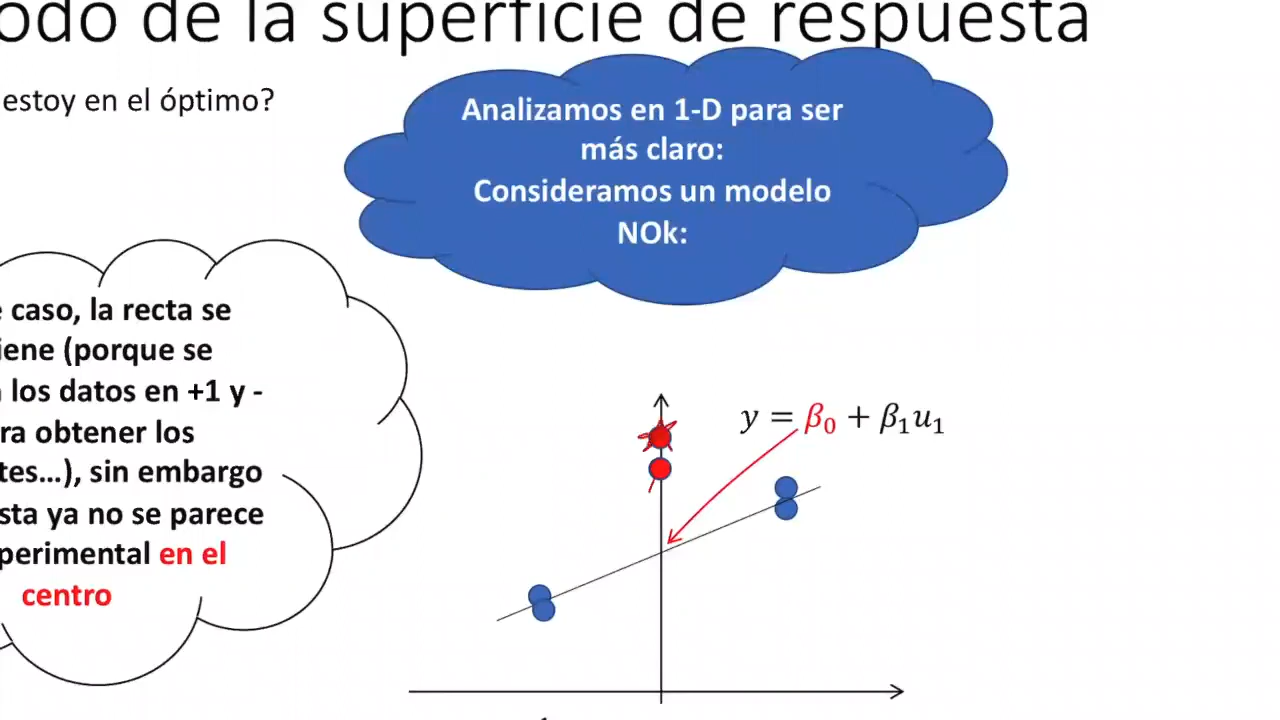 odo de la superficie de respuesta
estoy en el óptimo?
Analizamos en 1-D para ser
más claro:
Consideramos un modelo
NOk:
caso, la recta se
iene (porque se
los datos en +1 y -
ra obtener los
tes...), sin embargo
sta ya no se parece
perimental en el
centro
y = β₀ + β₁u₁